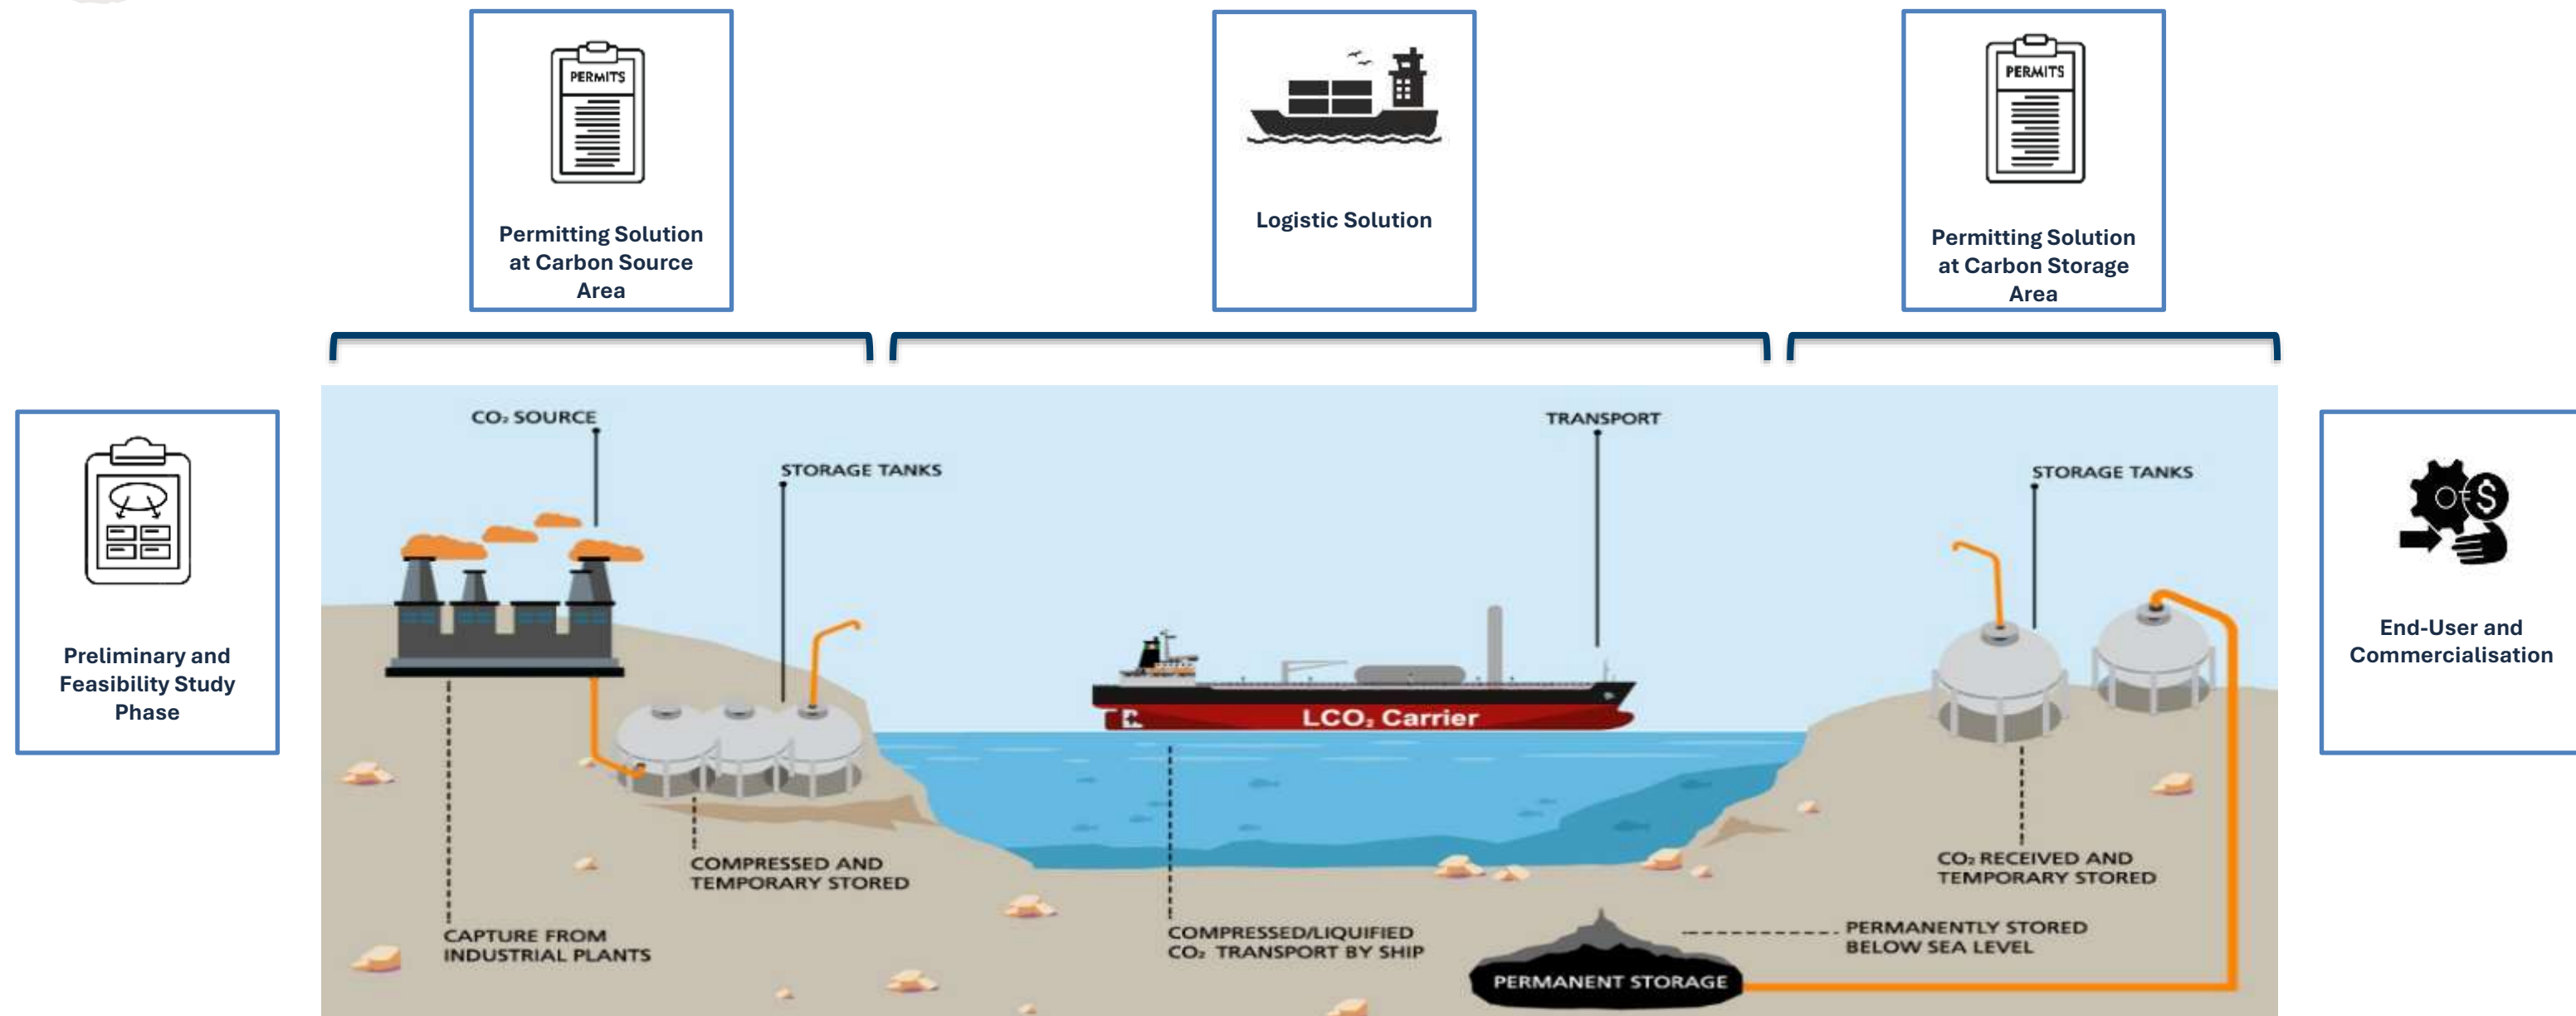 PERMITS
Permitting Solution
at Carbon Source
Area
Logistic Solution
PERMITS
Permitting Solution
at Carbon Storage
Area
Preliminary and
Feasibility Study
Phase
CO₂ SOURCE
STORAGE TANKS
TRANSPORT
STORAGE TANKS
LCO₂ Carrier
COMPRESSED AND
TEMPORARY STORED
CAPTURE FROM
INDUSTRIAL PLANTS
COMPRESSED/LIQUIFIED
CO₂ TRANSPORT BY SHIP
CO₂ RECEIVED AND
TEMPORARY STORED
PERMANENTLY STORED
BELOW SEA LEVEL
PERMANENT STORAGE
$
End-User and
Commercialisation